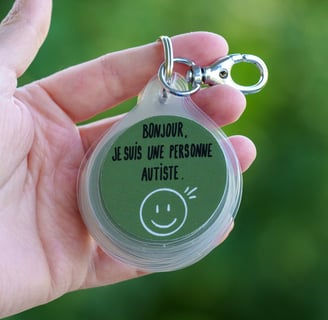 BONJOUR,
JE SUIS UNE PERSONNE
AUTISTE.